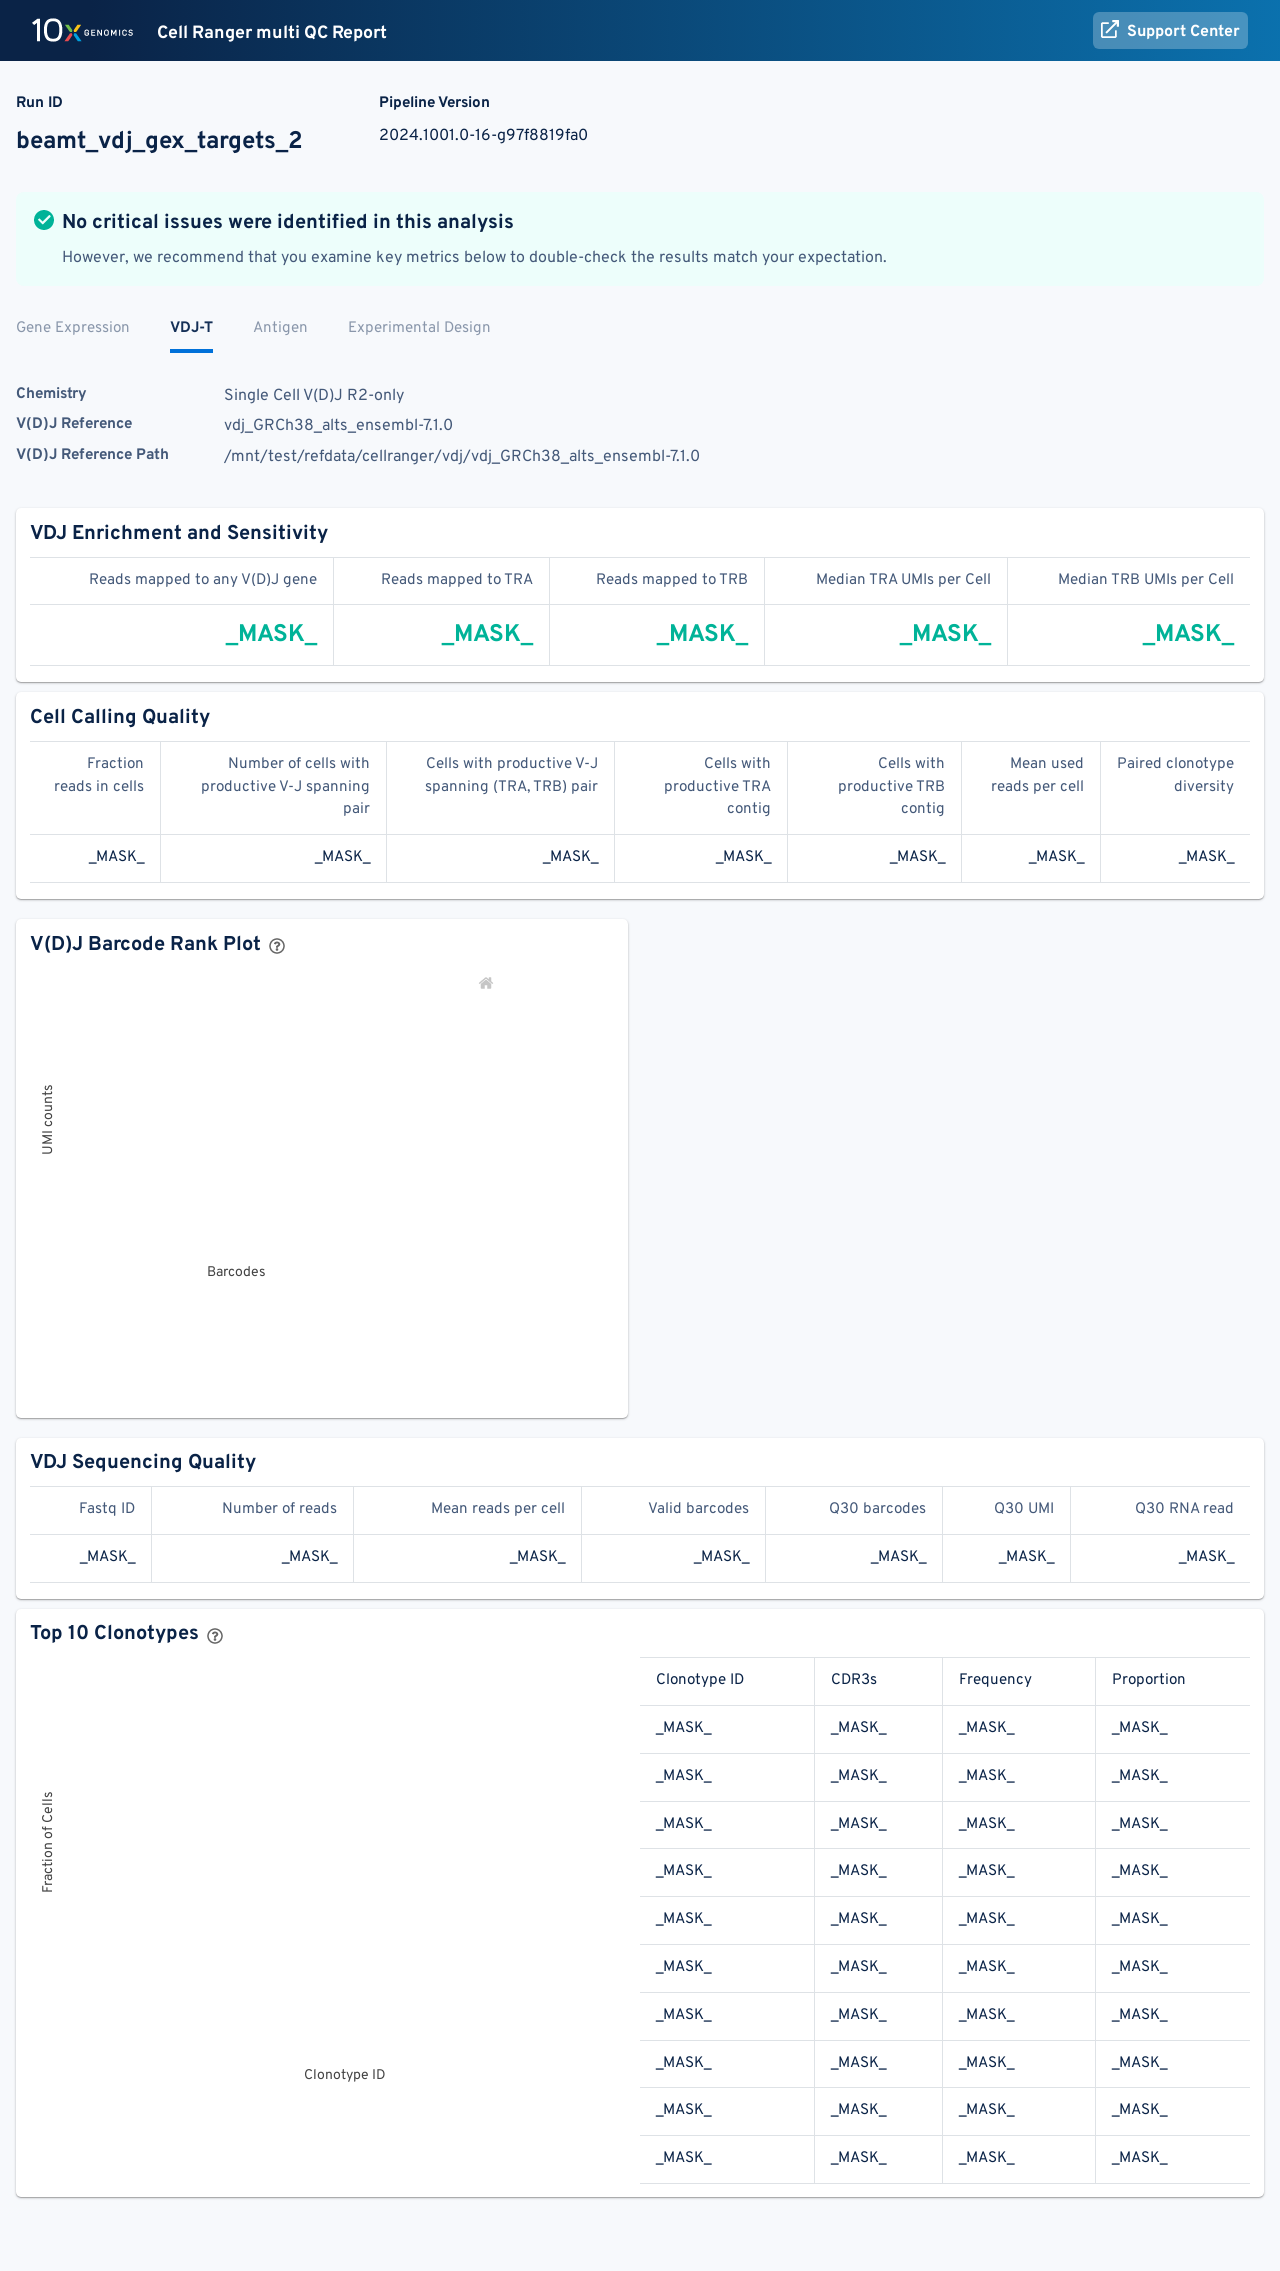 10x GENOMICS Cell Ranger multi QC Report Support Center
Run ID Pipeline Version
beamt_vdj_gex_targets_2 2024.1001.0-16-g97f8819fa0
No critical issues were identified in this analysis
However, we recommend that you examine key metrics below to double-check the results match your expectation.
Gene Expression VDJ-T Antigen Experimental Design
Chemistry Single Cell V(D)J R2-only
V(D)J Reference vdj_GRCh38_alts_ensembl-7.1.0
V(D)J Reference Path /mnt/test/refdata/cellranger/vdj/vdj_GRCh38_alts_ensembl-7.1.0
VDJ Enrichment and Sensitivity
Reads mapped to any V(D)J gene Reads mapped to TRA Reads mapped to TRB Median TRA UMIs per Cell Median TRB UMIs per Cell
_MASK_ _MASK_ _MASK_ _MASK_ _MASK_
Cell Calling Quality
Fraction Number of cells with Cells with productive V-J Cells with Cells with Mean used Paired clonotype
reads in cells productive V-J spanning spanning (TRA, TRB) pair productive TRA productive TRB reads per cell diversity
pair contig contig
_MASK_ _MASK_ _MASK_ _MASK_ _MASK_ _MASK_ _MASK_
V(D)J Barcode Rank Plot
UMI counts
Barcodes
VDJ Sequencing Quality
Fastq ID Number of reads Mean reads per cell Valid barcodes Q30 barcodes Q30 UMI Q30 RNA read
_MASK_ _MASK_ _MASK_ _MASK_ _MASK_ _MASK_ _MASK_
Top 10 Clonotypes
Fraction of Cells
Clonotype ID
Clonotype ID CDR3s Frequency Proportion
_MASK_ _MASK_ _MASK_ _MASK_
_MASK_ _MASK_ _MASK_ _MASK_
_MASK_ _MASK_ _MASK_ _MASK_
_MASK_ _MASK_ _MASK_ _MASK_
_MASK_ _MASK_ _MASK_ _MASK_
_MASK_ _MASK_ _MASK_ _MASK_
_MASK_ _MASK_ _MASK_ _MASK_
_MASK_ _MASK_ _MASK_ _MASK_
_MASK_ _MASK_ _MASK_ _MASK_
_MASK_ _MASK_ _MASK_ _MASK_